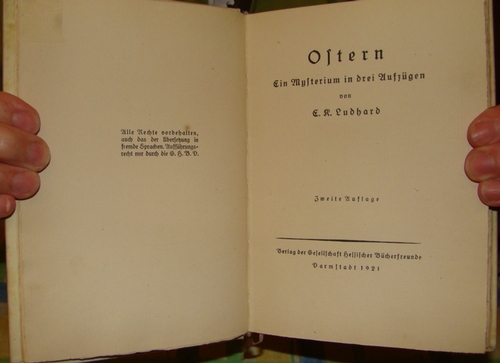 Alle Rechte vorbehalten,
auch das der Übersetzung in
fremde Sprachen. Aufführungs-
recht nur durch die G. H. B. D.
Oſtern
Ein Myſterium in drei Aufzügen
von
E. K. Ludhard
Zweite Auflage
Verlag der Geſellſchaft Heſſiſcher Bücherfreunde
Darmſtadt 1921